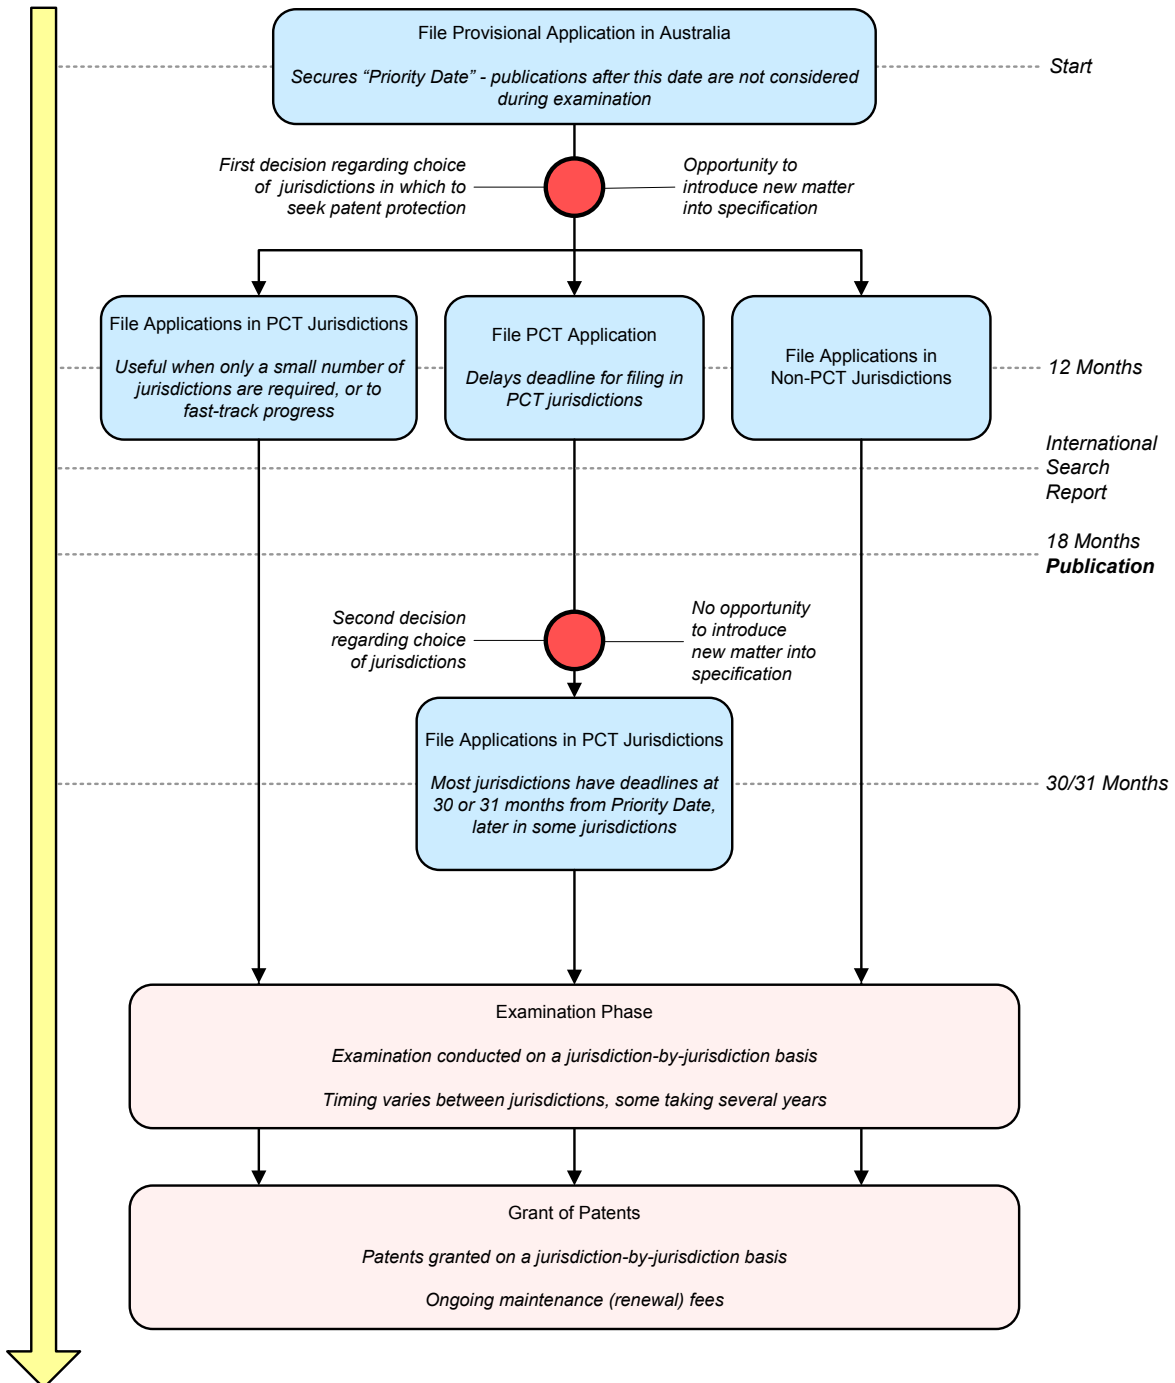 File Provisional Application in Australia
Secures “Priority Date” - publications after this date are not considered
during examination
Start
First decision regarding choice
of jurisdictions in which to
seek patent protection
Opportunity to
introduce new matter
into specification
File Applications in PCT Jurisdictions
Useful when only a small number of
jurisdictions are required, or to
fast-track progress
File PCT Application
Delays deadline for filing in
PCT jurisdictions
File Applications in
Non-PCT Jurisdictions
12 Months
International
Search
Report
18 Months
Publication
Second decision
regarding choice
of jurisdictions
No opportunity
to introduce
new matter into
specification
File Applications in PCT Jurisdictions
Most jurisdictions have deadlines at
30 or 31 months from Priority Date,
later in some jurisdictions
30/31 Months
Examination Phase
Examination conducted on a jurisdiction-by-jurisdiction basis
Timing varies between jurisdictions, some taking several years
Grant of Patents
Patents granted on a jurisdiction-by-jurisdiction basis
Ongoing maintenance (renewal) fees